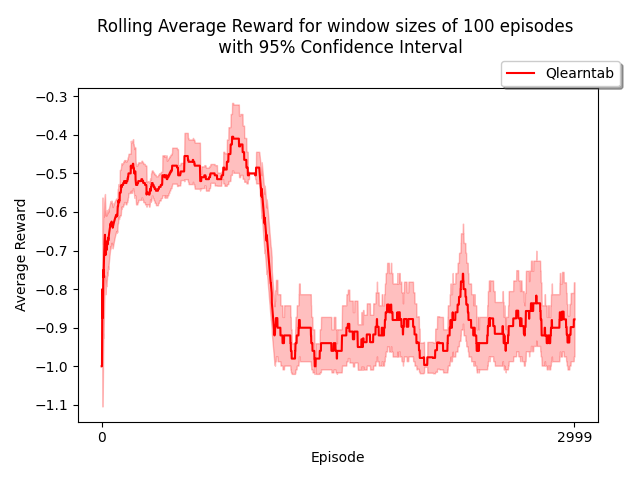 Rolling Average Reward for window sizes of 100 episodes
with 95% Confidence Interval
Qlearntab
−0.3
−0.4
−0.5
−0.6
−0.7
−0.8
−0.9
−1.0
−1.1
Average Reward
0
2999
Episode